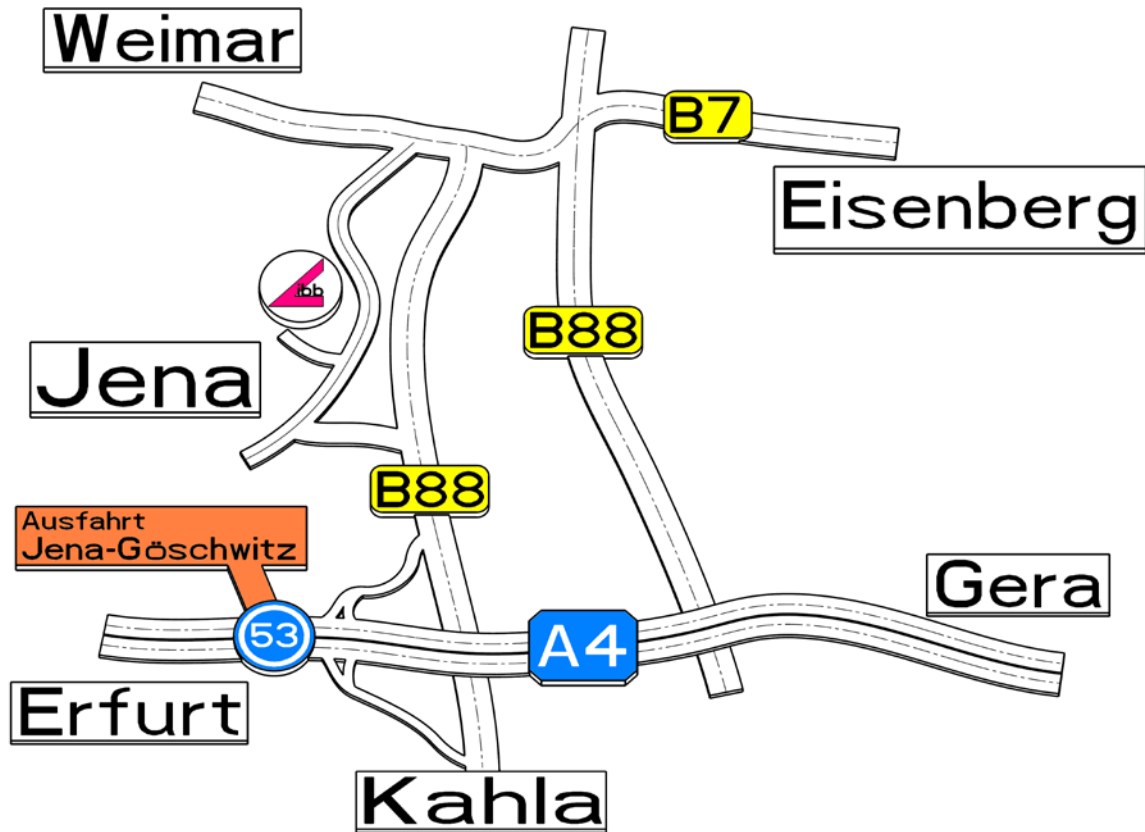 Weimar
B7
Eisenberg
ibb
B88
Jena
B88
Ausfahrt
Jena-Göschwitz
Gera
53
A4
Erfurt
Kahla